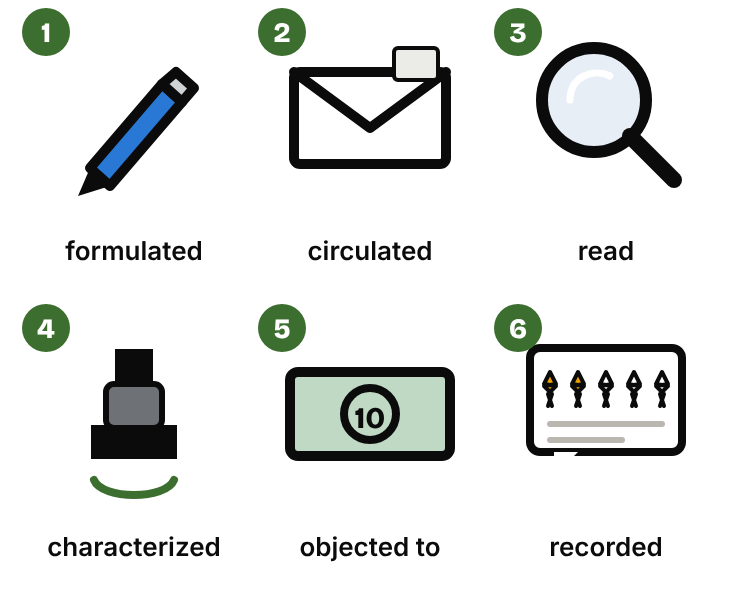 1
2
3
formulated
circulated
read
4
5
6
10
characterized
objected to
recorded